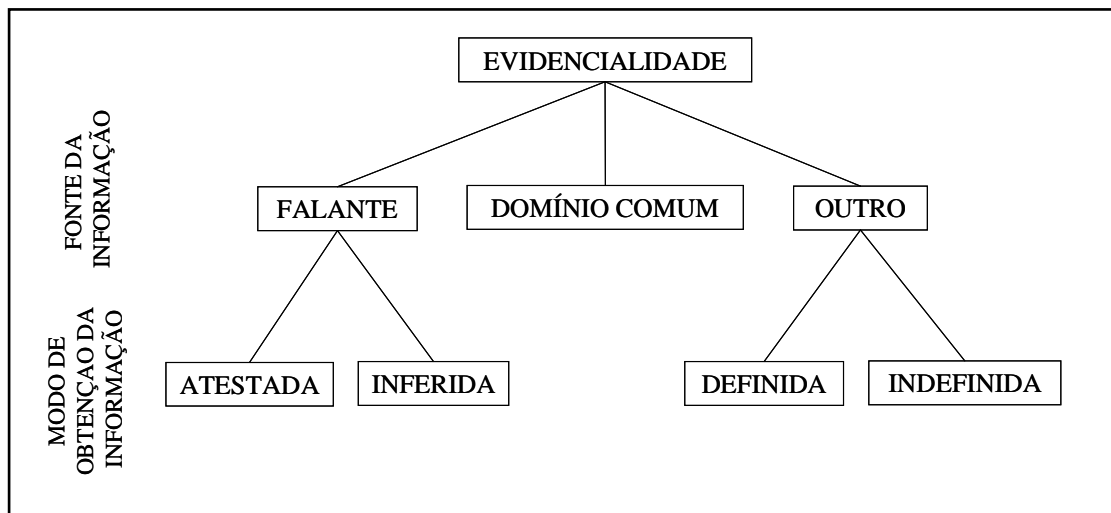 EVIDENCIALIDADE
FONTE DA
INFORMAÇÃO
FALANTE
DOMÍNIO COMUM
OUTRO
MODO DE
OBTENÇAO DA
INFORMAÇÃO
ATESTADA
INFERIDA
DEFINIDA
INDEFINIDA